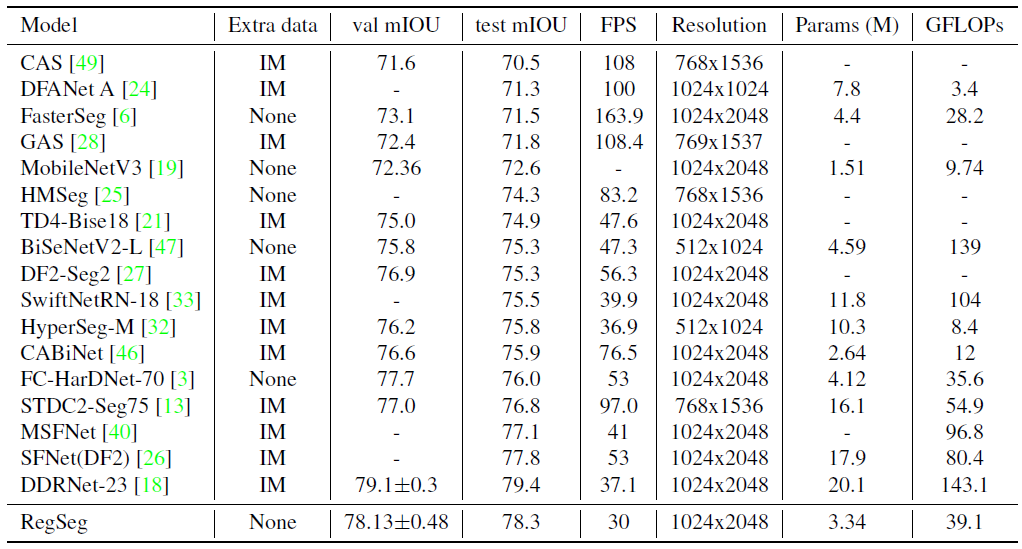 Model Extra data val mIOU test mIOU FPS Resolution Params (M) GFLOPs
CAS [49] IM 71.6 70.5 108 768x1536 - -
DFANet A [24] IM - 71.3 100 1024x1024 7.8 3.4
FasterSeg [6] None 73.1 71.5 163.9 1024x2048 4.4 28.2
GAS [28] IM 72.4 71.8 108.4 769x1537 - -
MobileNetV3 [19] None 72.36 72.6 - 1024x2048 1.51 9.74
HMSeg [25] None - 74.3 83.2 768x1536 - -
TD4-Bise18 [21] IM 75.0 74.9 47.6 1024x2048 - -
BiSeNetV2-L [47] None 75.8 75.3 47.3 512x1024 4.59 139
DF2-Seg2 [27] IM 76.9 75.3 56.3 1024x2048 - -
SwiftNetRN-18 [33] IM - 75.5 39.9 1024x2048 11.8 104
HyperSeg-M [32] IM 76.2 75.8 36.9 512x1024 10.3 8.4
CABiNet [46] IM 76.6 75.9 76.5 1024x2048 2.64 12
FC-HarDNet-70 [3] None 77.7 76.0 53 1024x2048 4.12 35.6
STDC2-Seg75 [13] IM 77.0 76.8 97.0 768x1536 16.1 54.9
MSFNet [40] IM - 77.1 41 1024x2048 - 96.8
SFNet(DF2) [26] IM - 77.8 53 1024x2048 17.9 80.4
DDRNet-23 [18] IM 79.1±0.3 79.4 37.1 1024x2048 20.1 143.1
RegSeg None 78.13±0.48 78.3 30 1024x2048 3.34 39.1